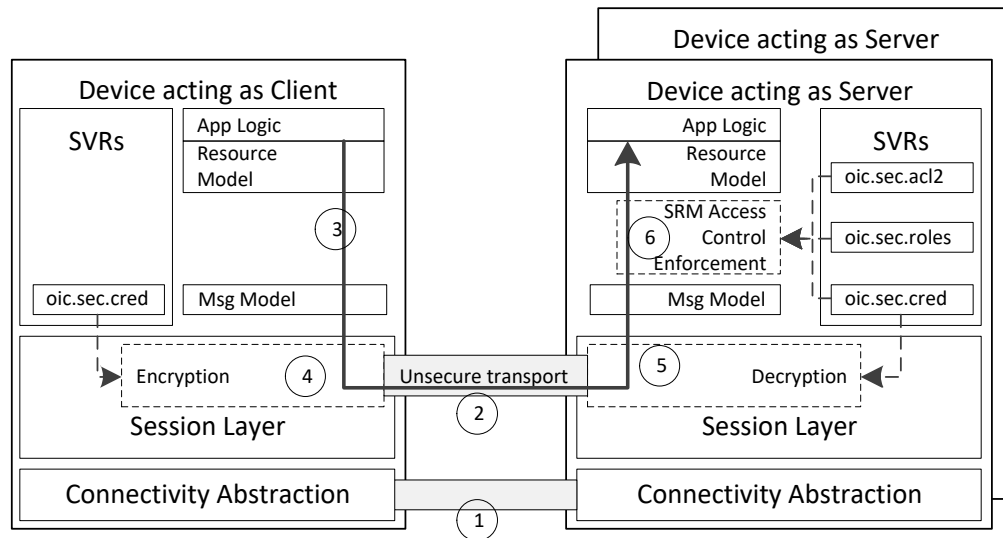 Device acting as Server
Device acting as Client
SVRs
App Logic
Resource
Model
3
oic.sec.cred
Msg Model
Encryption
4
Session Layer
Connectivity Abstraction
Unsecure transport
2
1
Device acting as Server
App Logic
Resource
Model
SVRs
oic.sec.acl2
SRM Access
6
Control
oic.sec.roles
Enforcement
Msg Model
oic.sec.cred
5
Decryption
Session Layer
Connectivity Abstraction